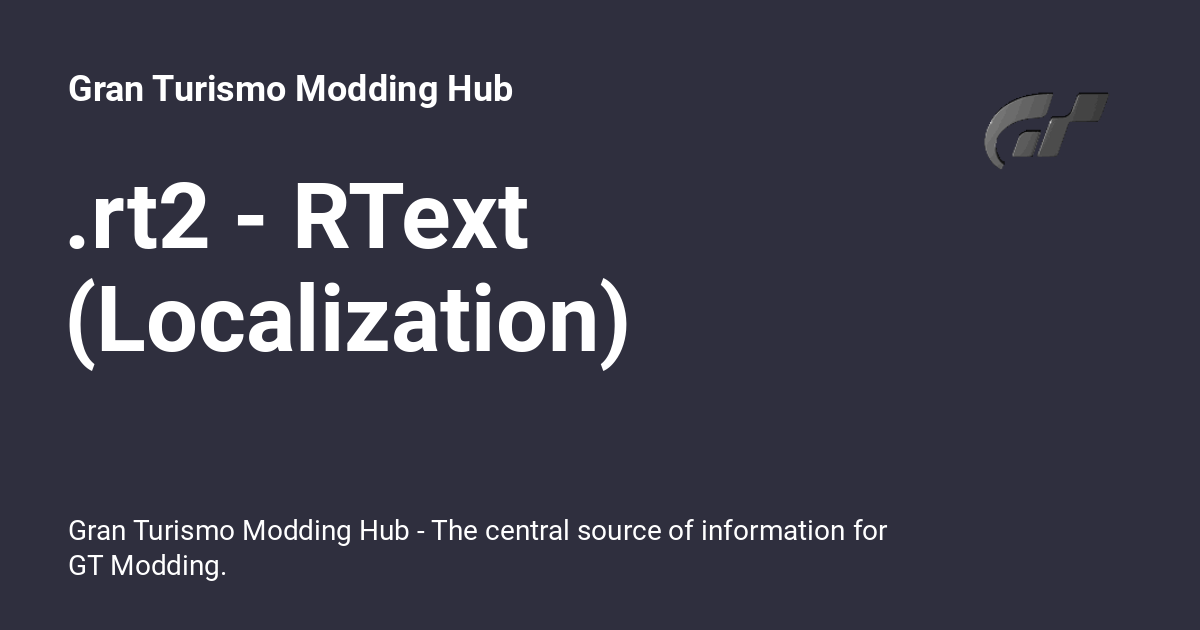 Gran Turismo Modding Hub
.rt2 - RText
(Localization)
Gran Turismo Modding Hub - The central source of information for
GT Modding.